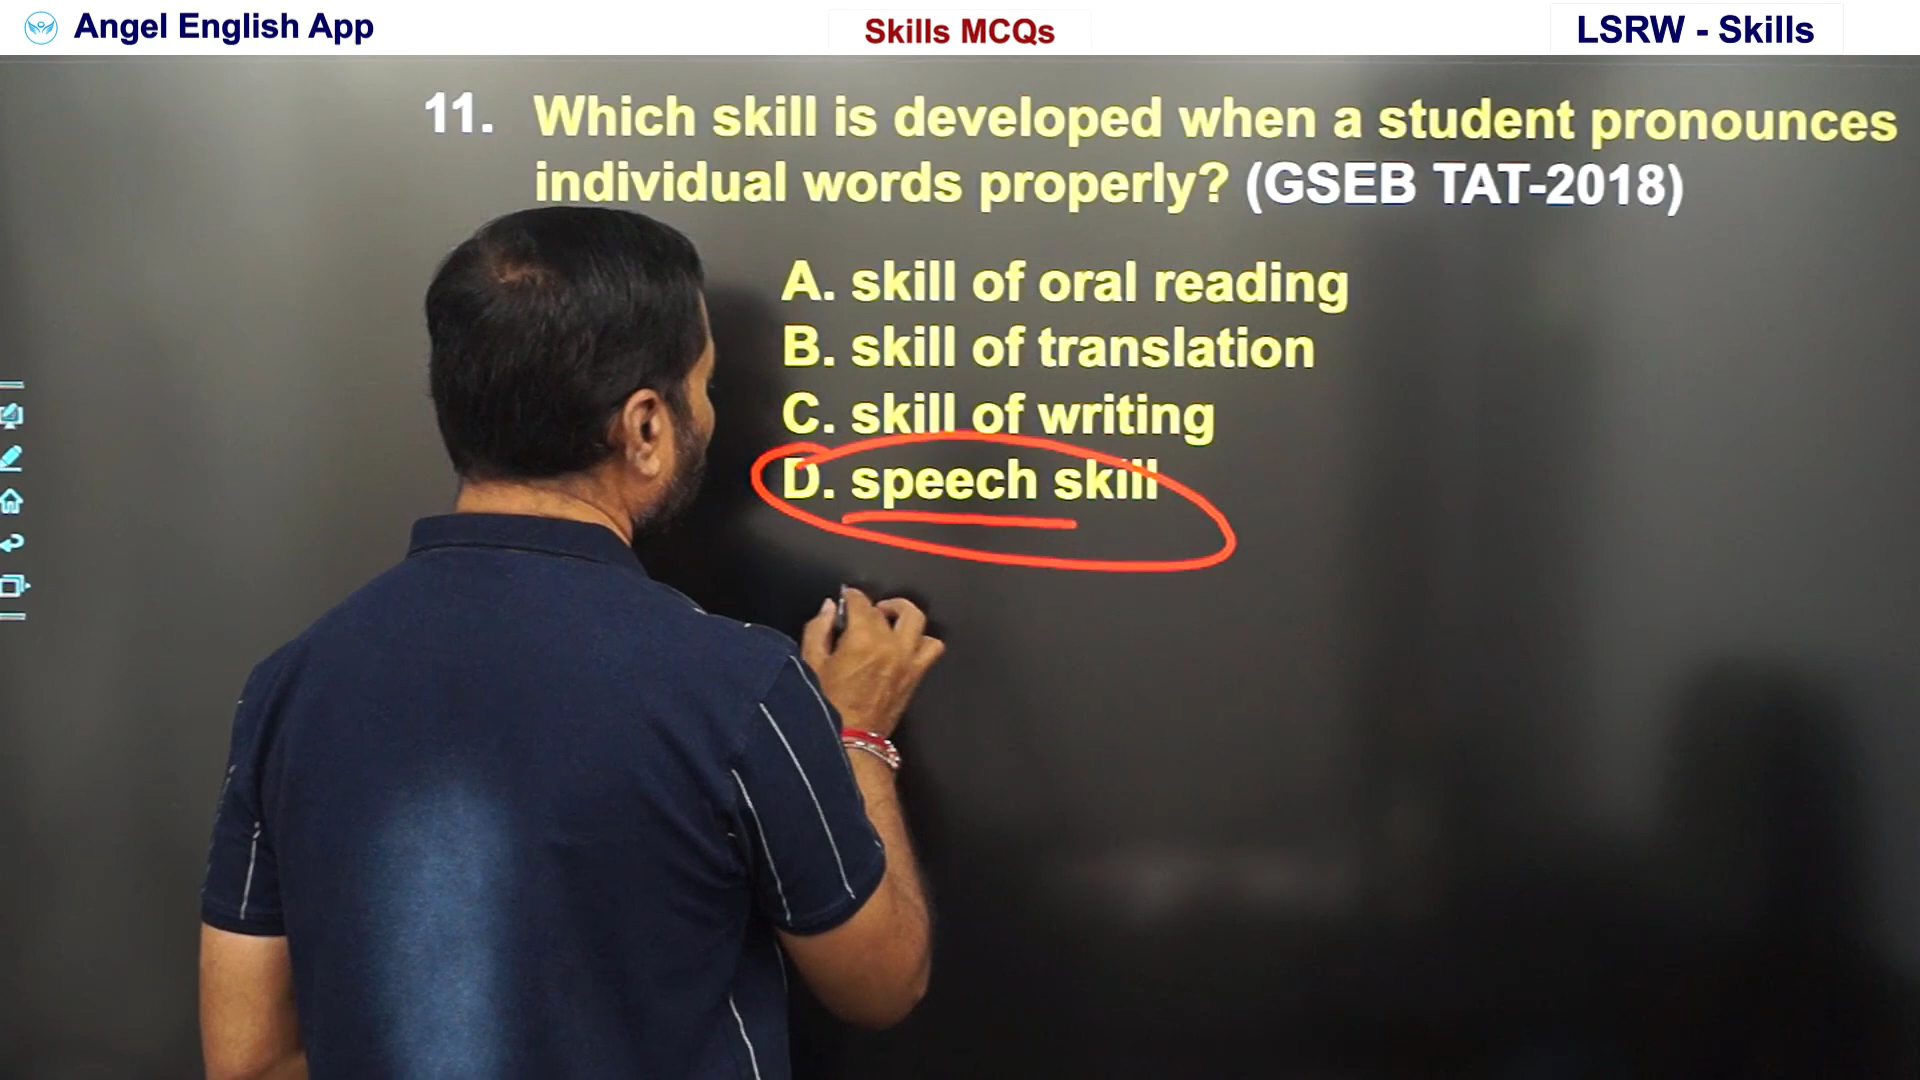 Angel English App
Skills MCQs
LSRW - Skills
11. Which skill is developed when a student pronounces
individual words properly? (GSEB TAT-2018)
A. skill of oral reading
B. skill of translation
C. skill of writing
D. speech skill